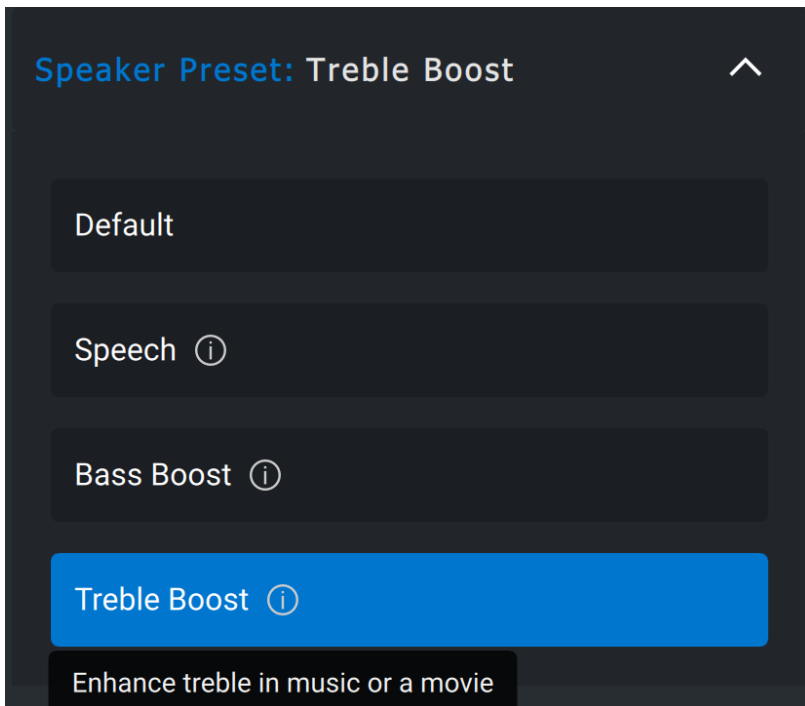 Speaker Preset: Treble Boost
Default
Speech
Bass Boost
Treble Boost
Enhance treble in music or a movie